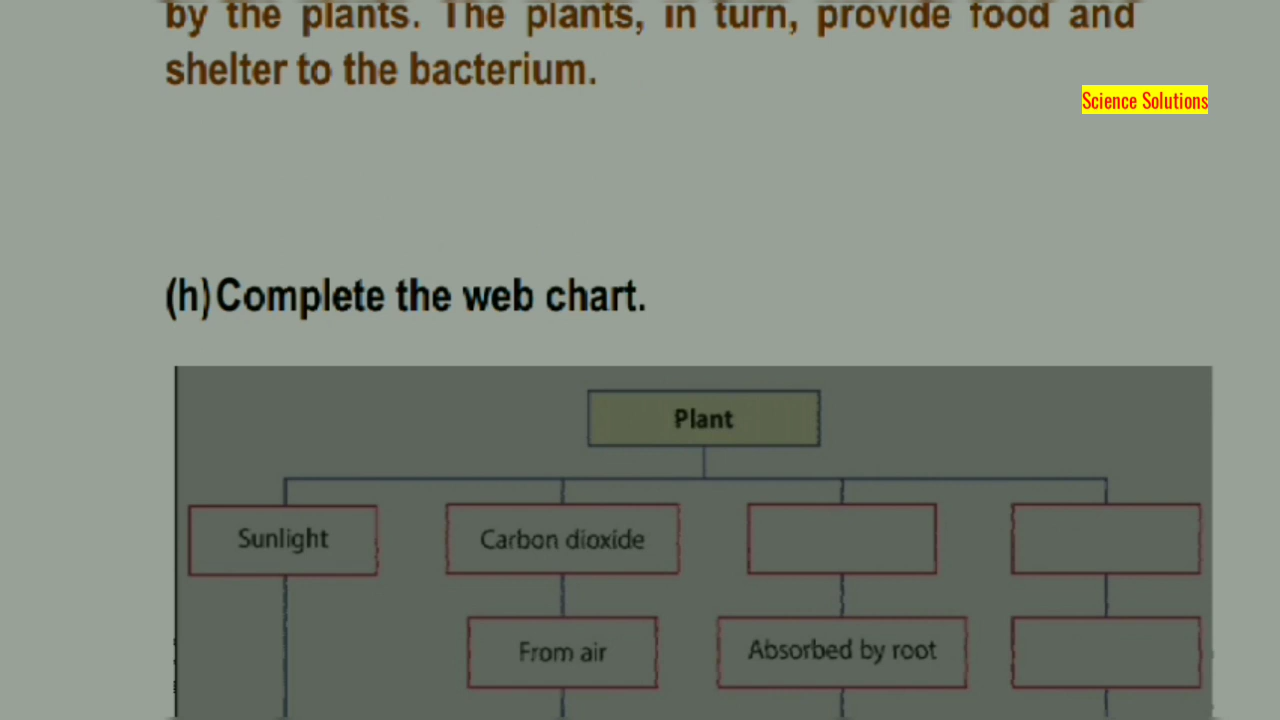 by the plants. The plants, in turn, provide food and
shelter to the bacterium.
Science Solutions
(h) Complete the web chart.
Plant
Sunlight
Carbon dioxide
From air
Absorbed by root